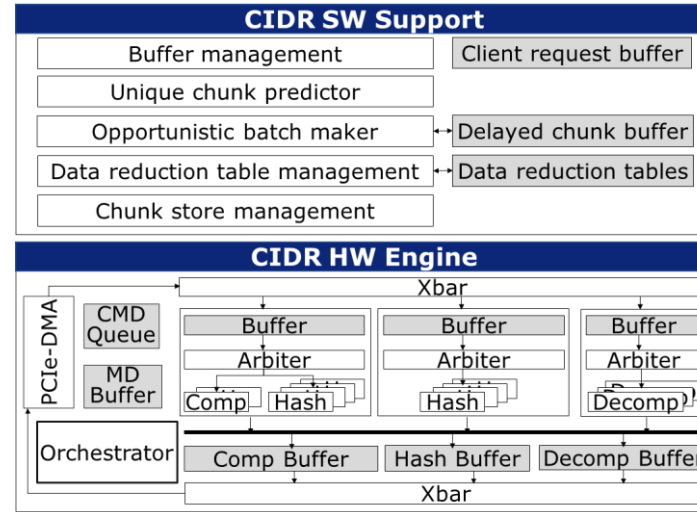 CIDR SW Support
Buffer management
Client request buffer
Unique chunk predictor
Opportunistic batch maker
Delayed chunk buffer
Data reduction table management
Data reduction tables
Chunk store management
CIDR HW Engine
Xbar
PCIe-DMA
CMD
Queue
MD
Buffer
Buffer
Arbiter
Comp
Hash
Buffer
Arbiter
Hash
Buffer
Arbiter
Decomp
Orchestrator
Comp Buffer
Hash Buffer
Decomp Buffer
Xbar